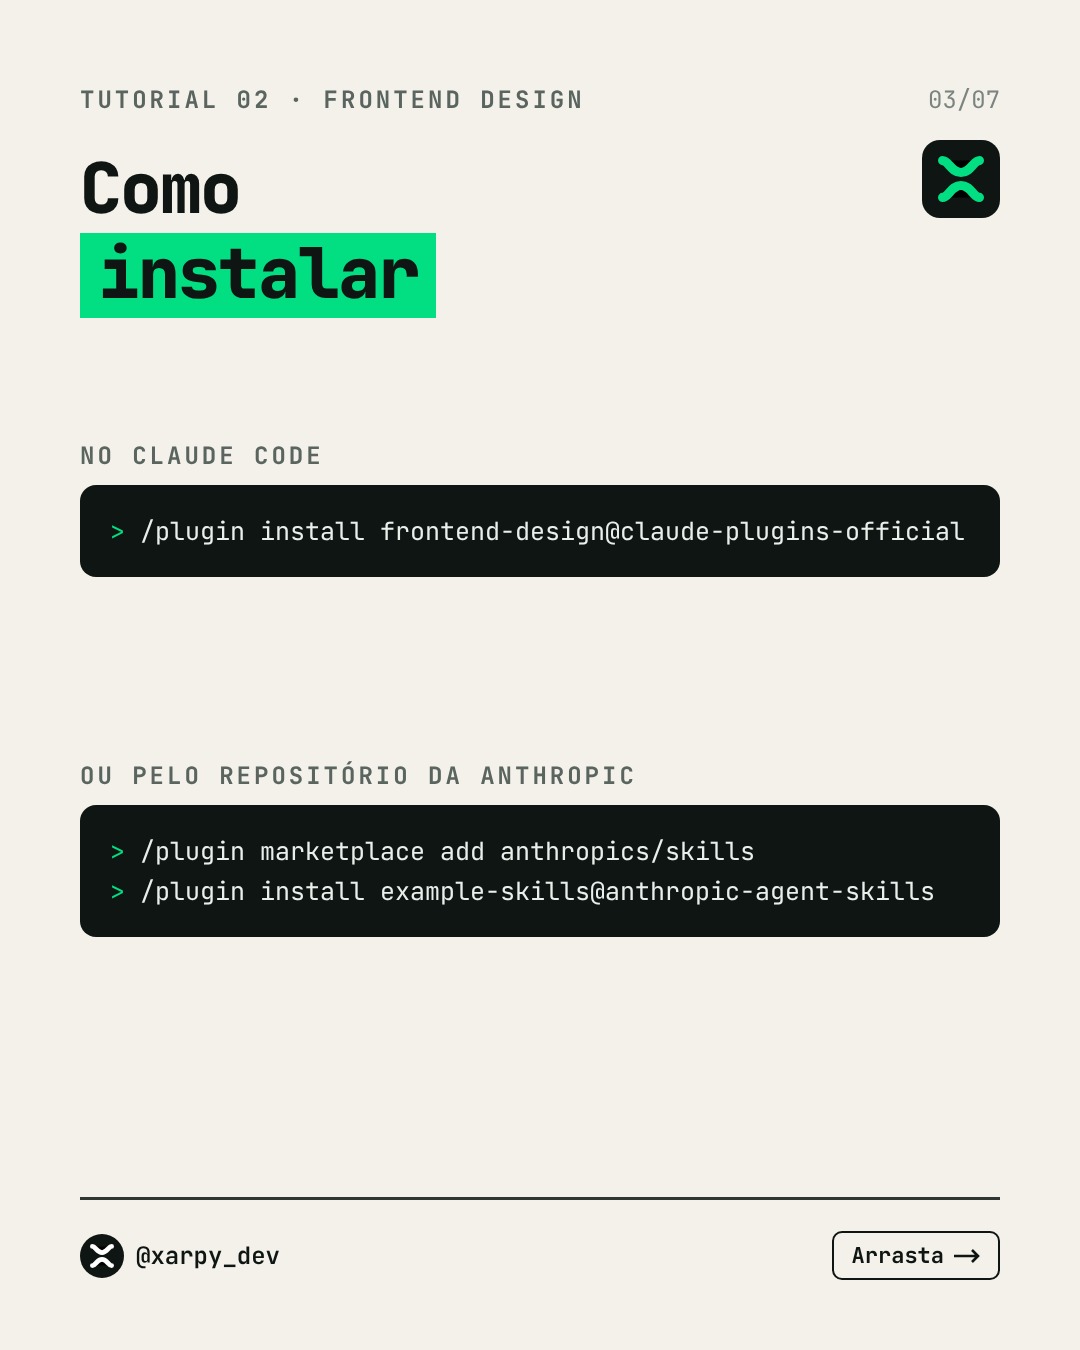 TUTORIAL 02 · FRONTEND DESIGN
03/07
Como
instalar
NO CLAUDE CODE
> /plugin install frontend-design@claude-plugins-official
OU PELO REPOSITÓRIO DA ANTHROPIC
> /plugin marketplace add anthropics/skills
> /plugin install example-skills@anthropic-agent-skills
@xarpy_dev
Arrasta →